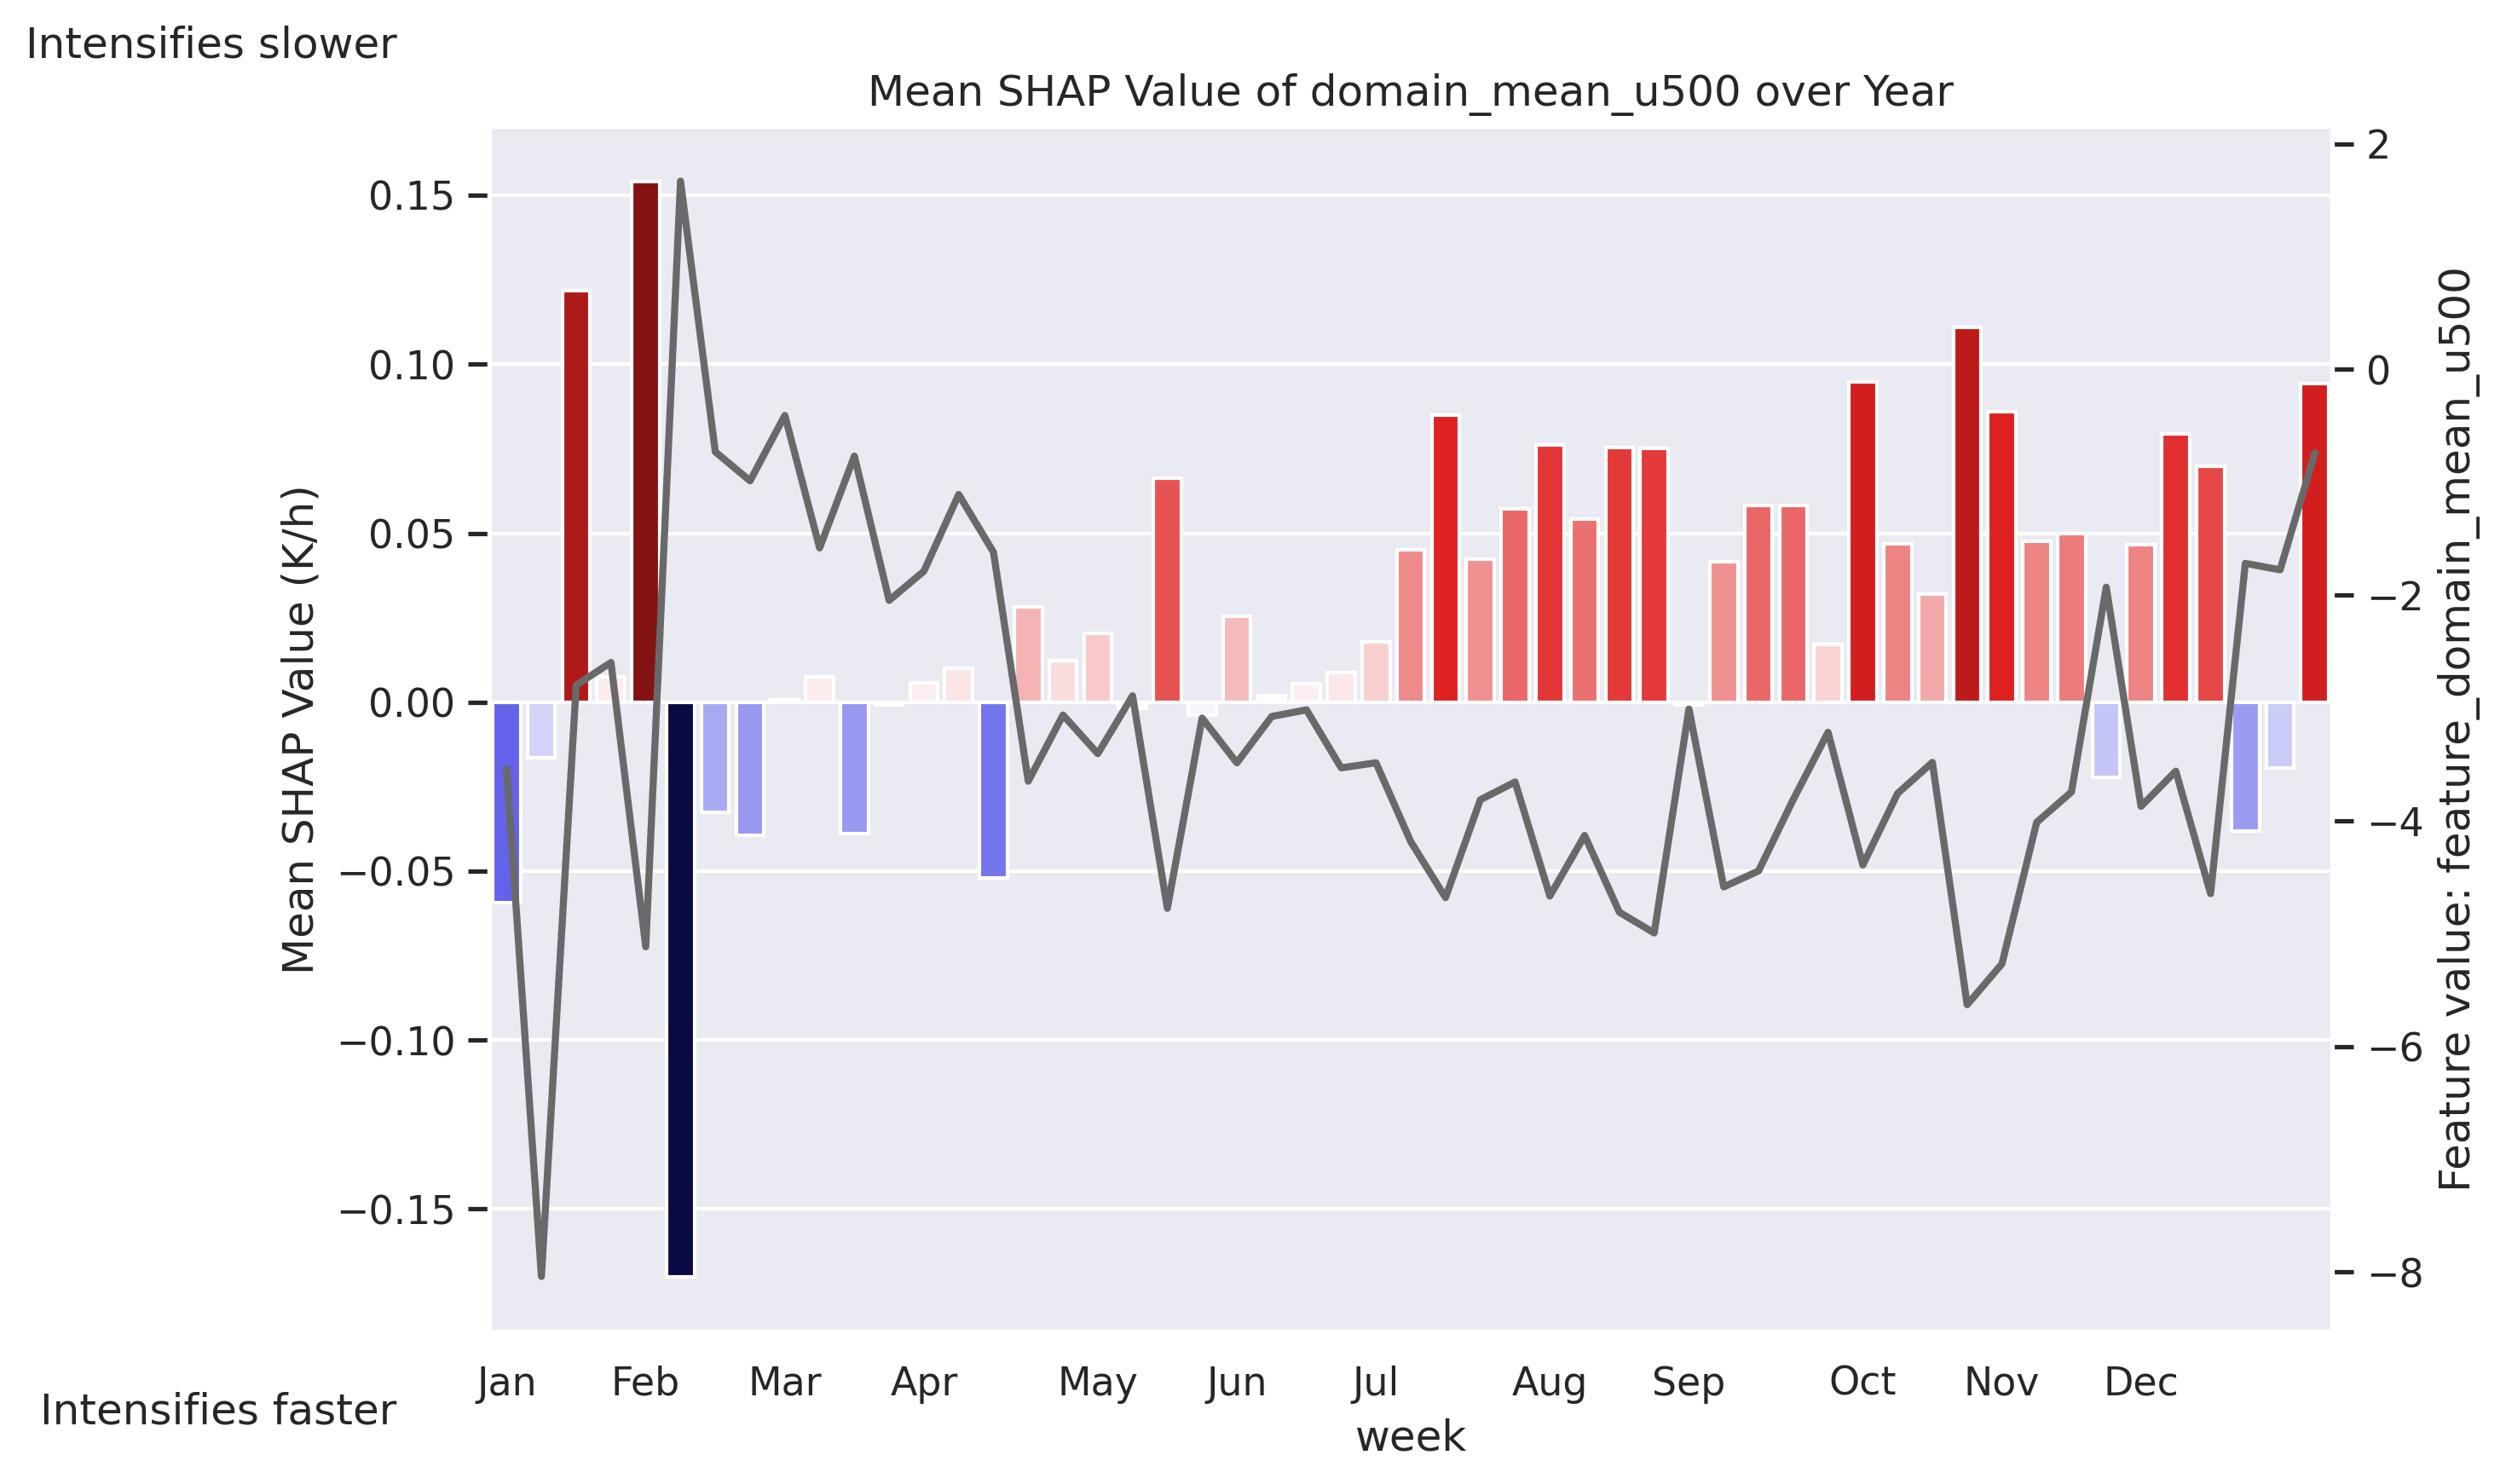 Intensifies slower
Mean SHAP Value of domain_mean_u500 over Year
Mean SHAP Value (K/h)
0.15
0.10
0.05
0.00
−0.05
−0.10
−0.15
2
0
−2
−4
−6
−8
Feature value: feature_domain_mean_u500
Jan Feb Mar Apr May Jun Jul Aug Sep Oct Nov Dec
week
Intensifies faster